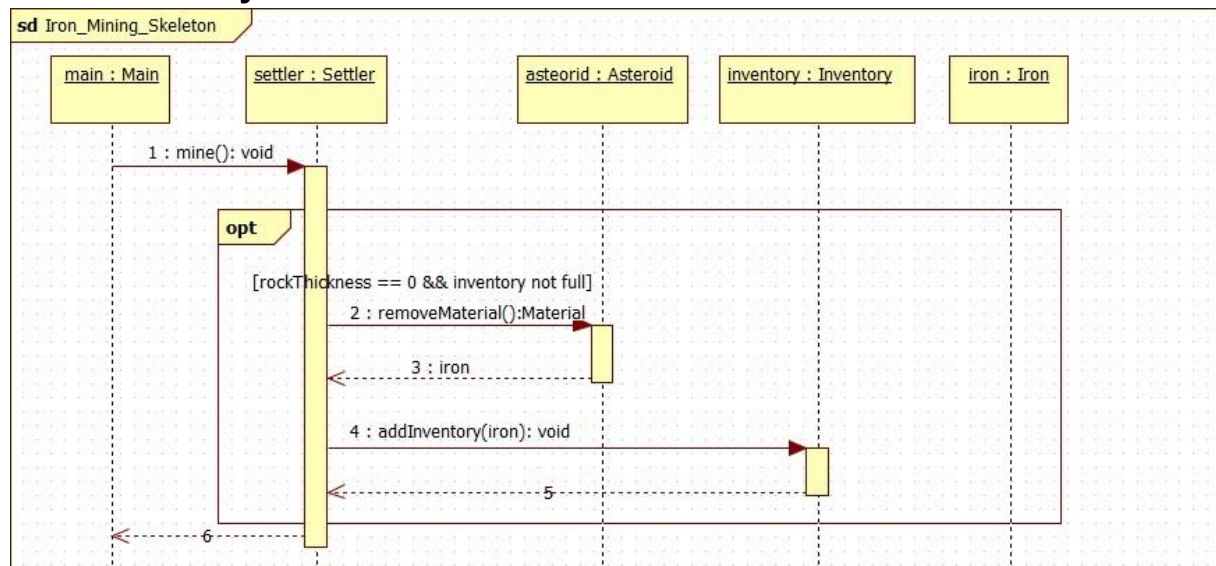 sd Iron_Mining_Skeleton
main : Main
settler : Settler
asteorid : Asteroid
inventory : Inventory
iron : Iron
1 : mine(): void
opt
[rockThickness == 0 && inventory not full]
2 : removeMaterial():Material
3 : iron
4 : addInventory(iron): void
5
6